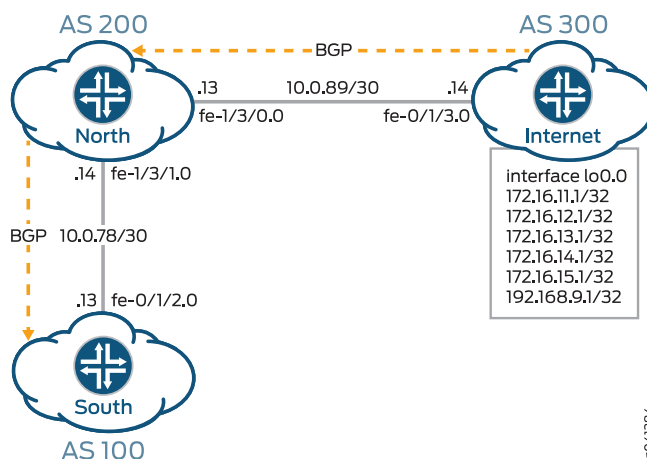 AS 200
AS 300
BGP
.13
10.0.89/30
.14
fe-1/3/0.0
fe-0/1/3.0
North
Internet
.14
fe-1/3/1.0
interface lo0.0
172.16.11.1/32
172.16.12.1/32
172.16.13.1/32
172.16.14.1/32
172.16.15.1/32
192.168.9.1/32
BGP
10.0.78/30
.13
fe-0/1/2.0
South
AS 100